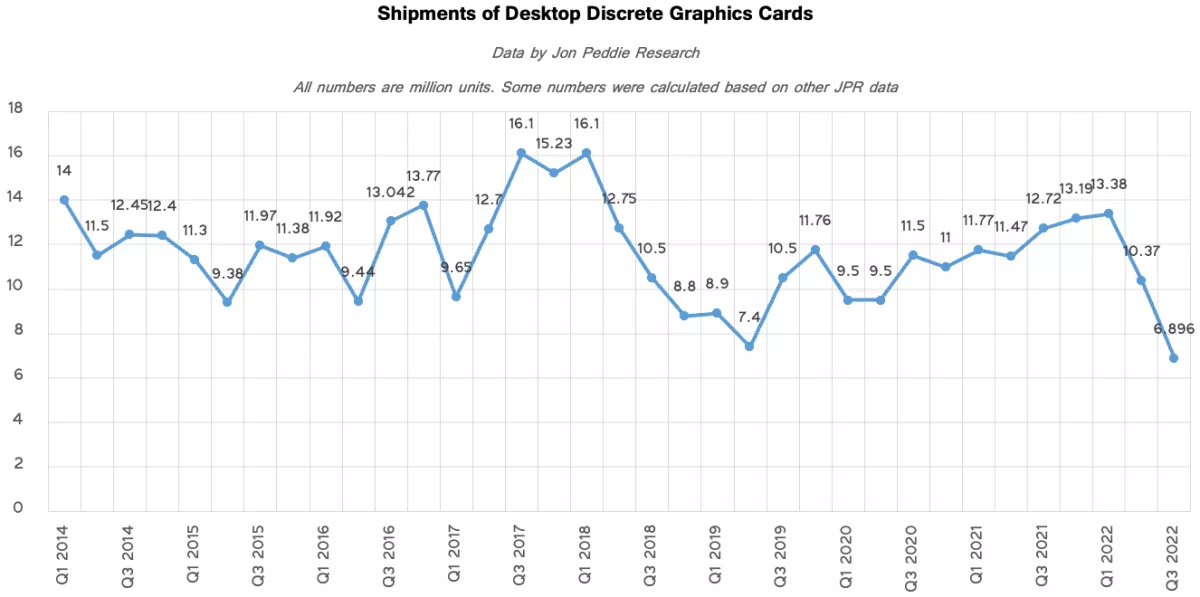 Shipments of Desktop Discrete Graphics Cards
Data by Jon Peddie Research
All numbers are million units. Some numbers were calculated based on other JPR data
18
16
14
12
10
8
6
4
2
0
14
11.5
12.45
12.4
11.3
9.38
11.97
11.38
11.92
9.44
13.042
13.77
9.65
12.7
16.1
15.23
16.1
12.75
10.5
8.8
8.9
7.4
10.5
11.76
9.5
9.5
11.5
11
11.77
11.47
12.72
13.19
13.38
10.37
6.896
Q1 2014
Q3 2014
Q1 2015
Q3 2015
Q1 2016
Q3 2016
Q1 2017
Q3 2017
Q1 2018
Q3 2018
Q1 2019
Q3 2019
Q1 2020
Q3 2020
Q1 2021
Q3 2021
Q1 2022
Q3 2022